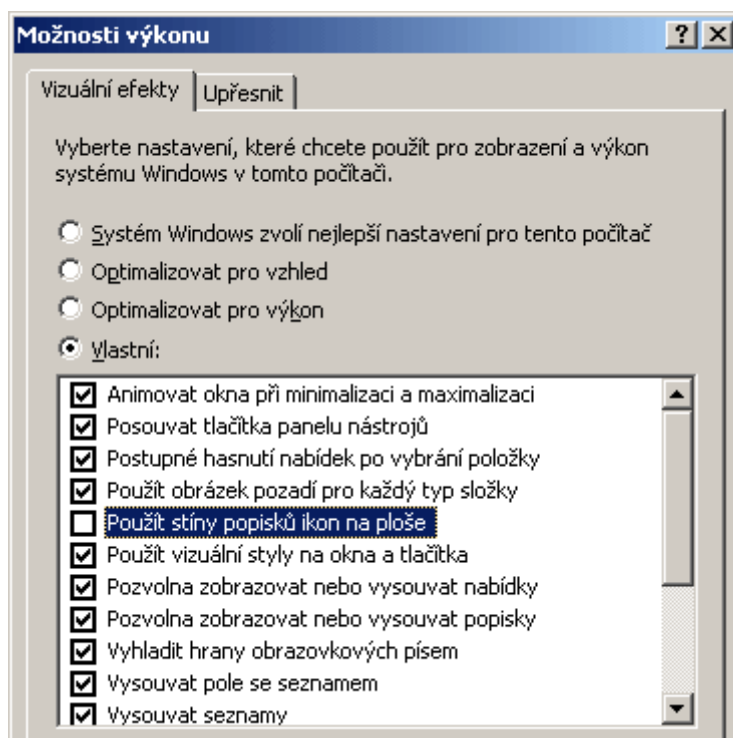 Možnosti výkonu
Vizuální efekty
Upřesnit
Vyberte nastavení, které chcete použít pro zobrazení a výkon
systému Windows v tomto počítači.
Systém Windows zvolí nejlepší nastavení pro tento počítač
Optimalizovat pro vzhled
Optimalizovat pro výkon
Vlastní:
Animovat okna při minimalizaci a maximalizaci
Posouvat tlačítka panelu nástrojů
Postupné hasnutí nabídek po vybrání položky
Použít obrázek pozadí pro každý typ složky
Použít stíny popisků ikon na ploše
Použít vizuální styly na okna a tlačítka
Pozvolna zobrazovat nebo vysouvat nabídky
Pozvolna zobrazovat nebo vysouvat popisky
Vyhladit hrany obrazovkových písem
Vysouvat pole se seznamem
Vysouvat seznamy